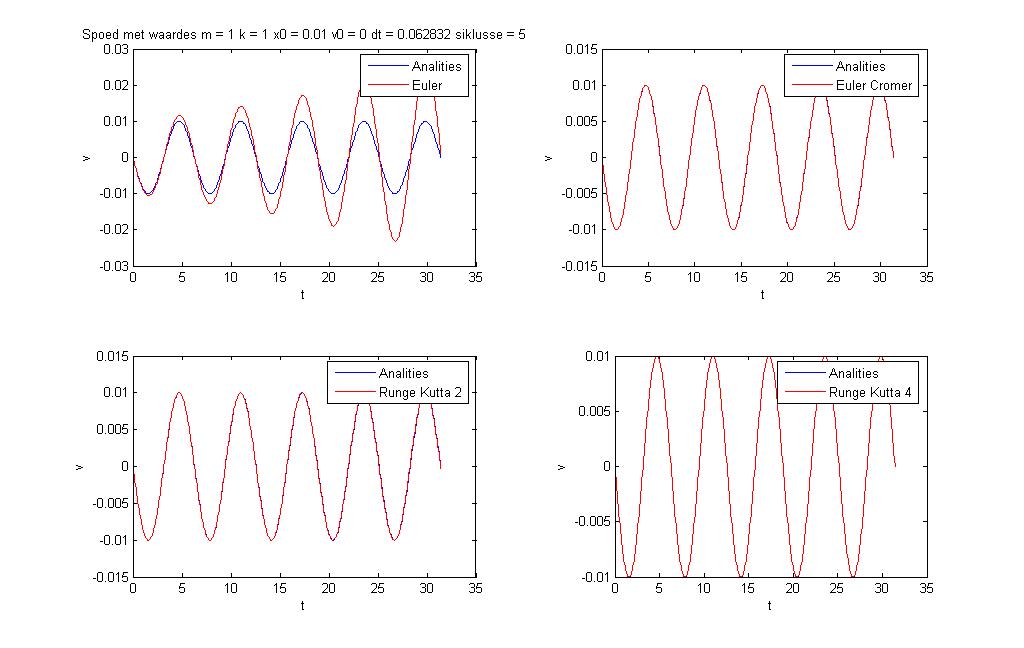 Spoed met waardes m = 1 k = 1 x0 = 0.01 v0 = 0 dt = 0.062832 siklusse = 5
0.03
0.02
0.01
0
-0.01
-0.02
-0.03
v
0 5 10 15 20 25 30 35
t
Analities
Euler
0.015
0.01
0.005
0
-0.005
-0.01
-0.015
v
0 5 10 15 20 25 30 35
t
Analities
Euler Cromer
0.015
0.01
0.005
0
-0.005
-0.01
-0.015
v
0 5 10 15 20 25 30 35
t
Analities
Runge Kutta 2
0.01
0.005
0
-0.005
-0.01
v
0 5 10 15 20 25 30 35
t
Analities
Runge Kutta 4